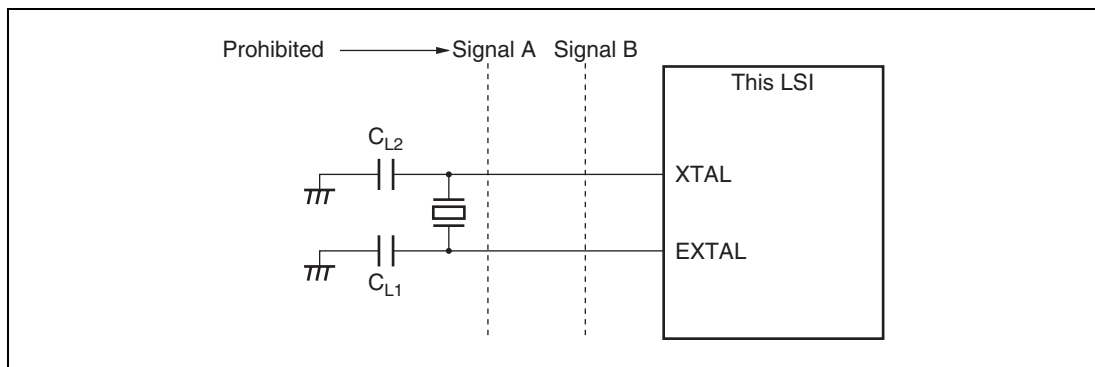 Prohibited Signal A Signal B
This LSI
CL2
XTAL
EXTAL
CL1